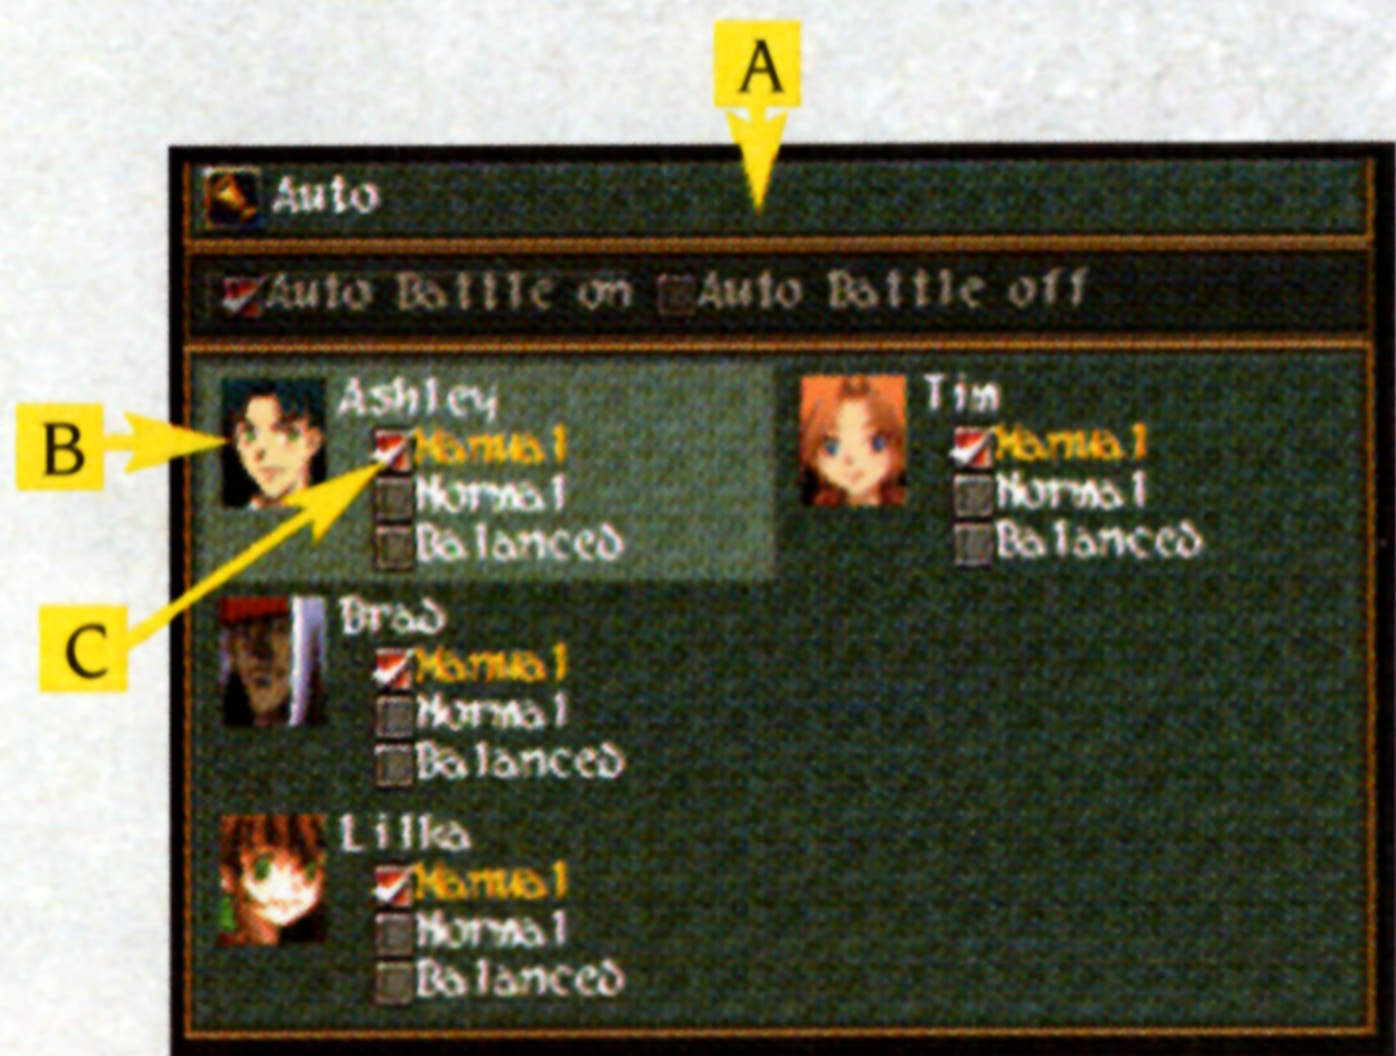 A
Auto
Auto Battle on Auto Battle off
B
Ashley
Manual
Normal
Balanced
Tim
Manual
Normal
Balanced
C
Brad
Manual
Normal
Balanced
Lilka
Manual
Normal
Balanced